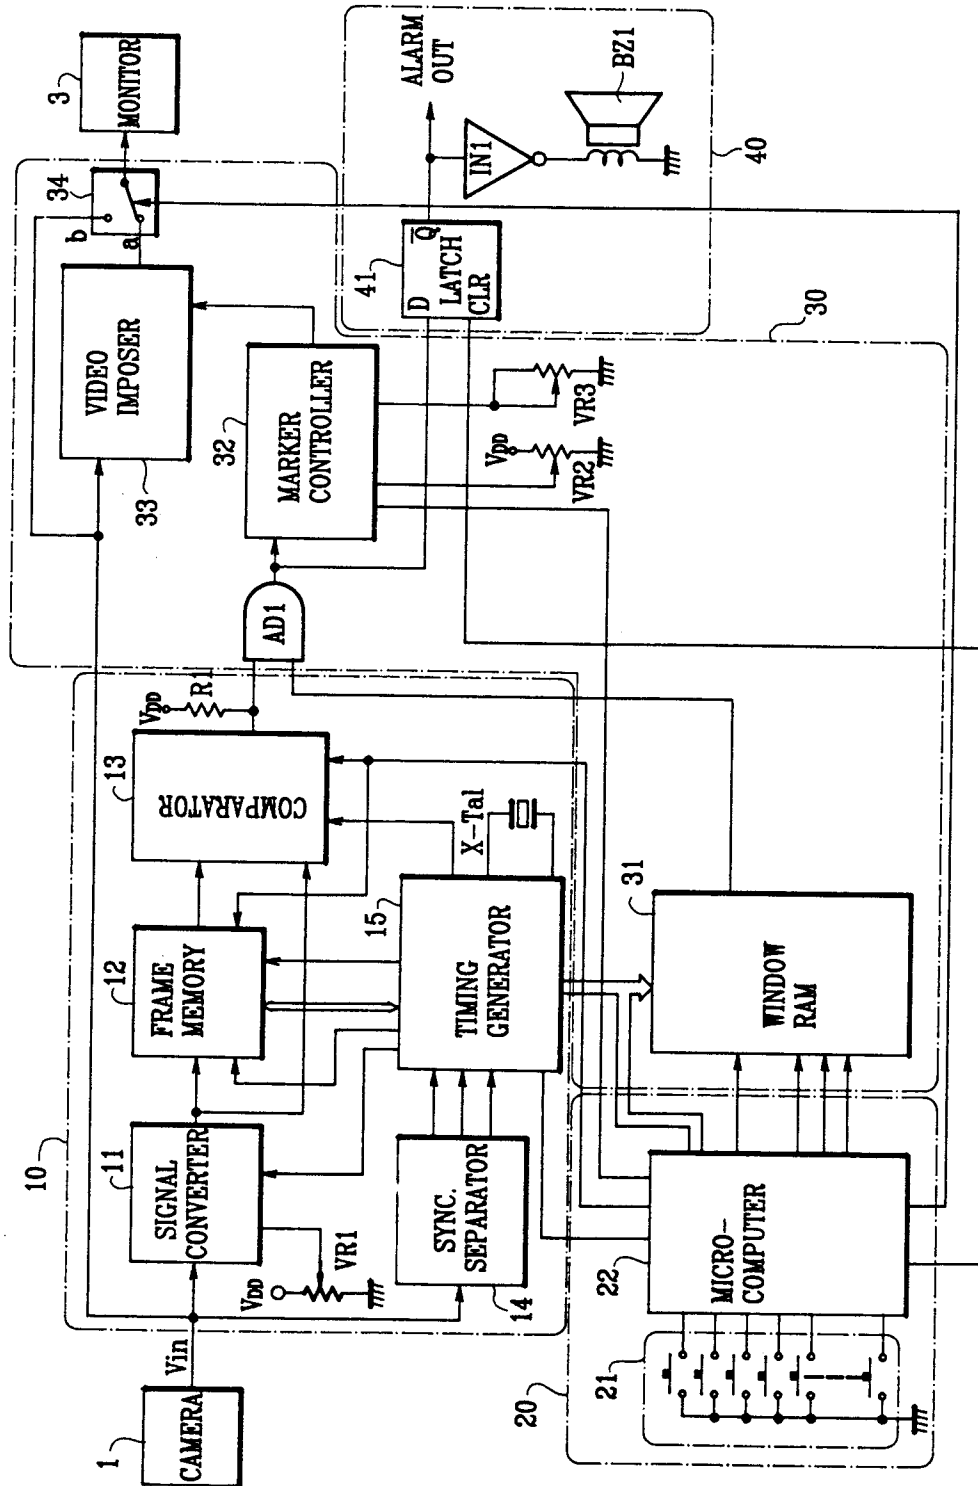 1
CAMERA
Vin
10
11
SIGNAL
CONVERTER
VDD
VR1
12
FRAME
MEMORY
13
COMPARATOR
VDD
R1
14
SYNC.
SEPARATOR
15
TIMING
GENERATOR
X-Tal
20
21
22
MICRO-
COMPUTER
30
31
WINDOW
RAM
AD1
32
MARKER
CONTROLLER
VDD
VR2
VR3
33
VIDEO
IMPOSER
34
b
a
3
MONITOR
40
41
D
Q
LATCH
CLR
ALARM
OUT
IN1
BZ1